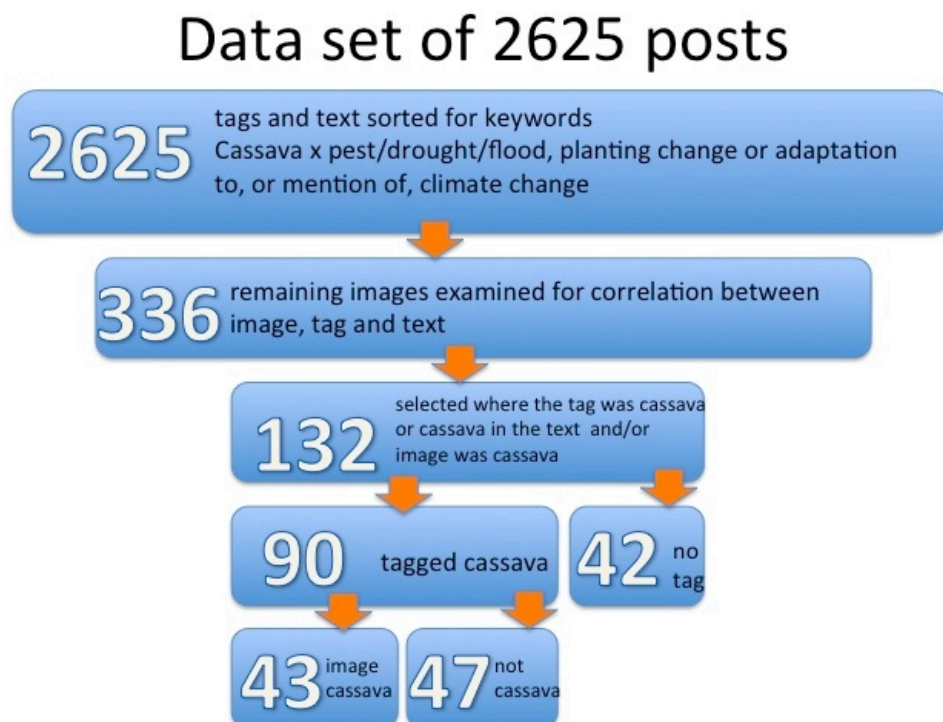 Data set of 2625 posts
2625
tags and text sorted for keywords
Cassava x pest/drought/flood, planting change or adaptation
to, or mention of, climate change
336
remaining images examined for correlation between
image, tag and text
132
selected where the tag was cassava
or cassava in the text and/or
image was cassava
90
tagged cassava
42
no
tag
43
image
cassava
47
not
cassava